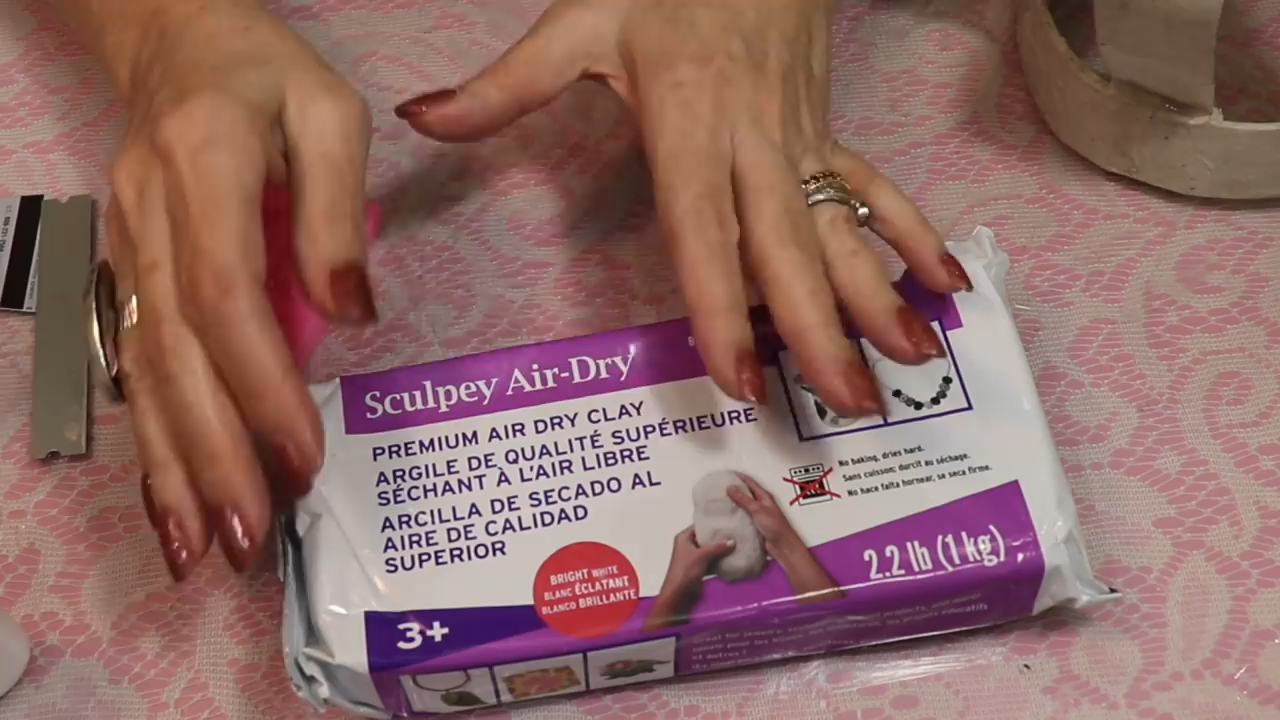 Sculpey Air-Dry
PREMIUM AIR DRY CLAY
ARGILE DE QUALITÉ SUPÉRIEURE
SÉCHANT À L'AIR LIBRE
ARCILLA DE SECADO AL
AIRE DE CALIDAD
SUPERIOR
No baking, dries hard.
Sans cuisson; durcit au séchage.
No hace falta hornear, se seca firme.
BRIGHT WHITE
BLANC ÉCLATANT
BLANCO BRILLANTE
2.2 lb (1 kg)
3+
et autres !